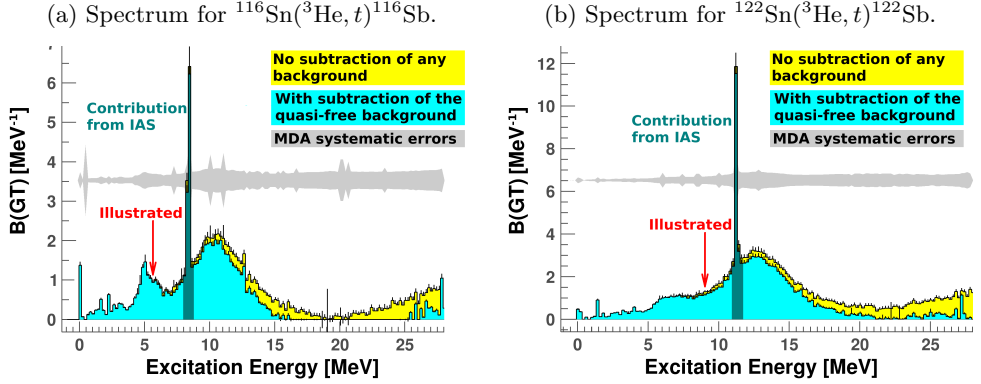 (a) Spectrum for ¹¹⁶Sn(³He, t)¹¹⁶Sb.
7
6
5
4
3
2
1
0
B(GT) [MeV⁻¹]
No subtraction of any
background
With subtraction of the
quasi-free background
MDA systematic errors
Contribution
from IAS
Illustrated
0 5 10 15 20 25
Excitation Energy [MeV]
(b) Spectrum for ¹²²Sn(³He, t)¹²²Sb.
12
10
8
6
4
2
0
B(GT) [MeV⁻¹]
No subtraction of any
background
With subtraction of the
quasi-free background
MDA systematic errors
Contribution
from IAS
Illustrated
0 5 10 15 20 25
Excitation Energy [MeV]